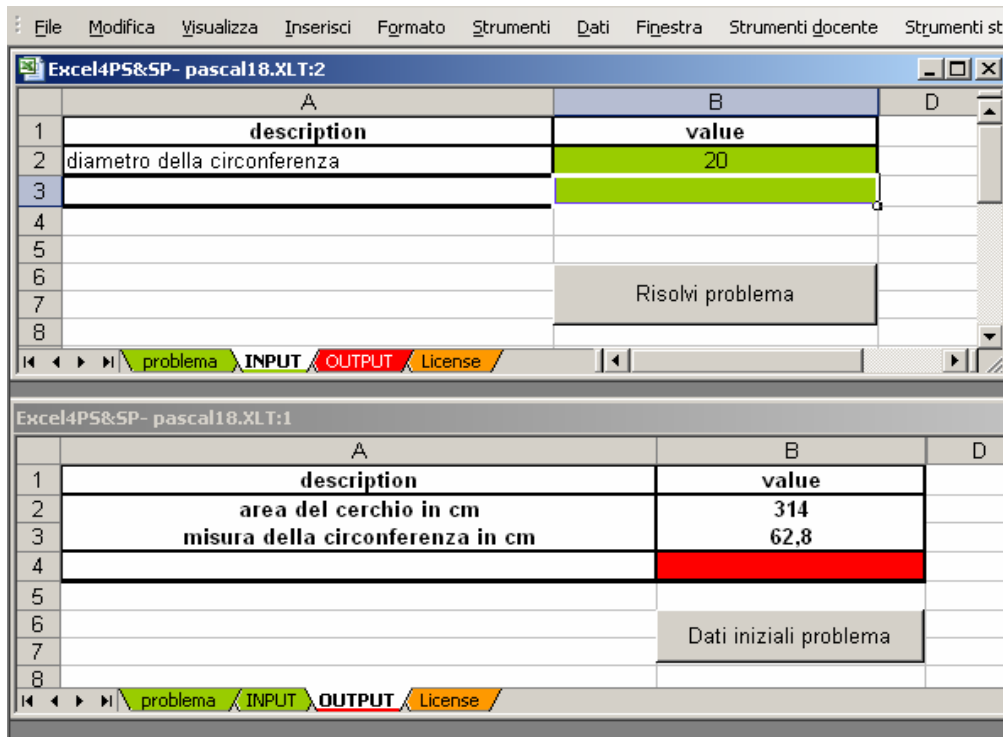 File Modifica Visualizza Inserisci Formato Strumenti Dati Finestra Strumenti docente Strumenti st
Excel4PS&SP- pascal18.XLT:2
A B D
1 description value
2 diametro della circonferenza 20
3
4
5
6
Risolvi problema
7
8
problema INPUT OUTPUT License
Excel4PS&SP- pascal18.XLT:1
A B D
1 description value
2 area del cerchio in cm 314
3 misura della circonferenza in cm 62,8
4
5
6
Dati iniziali problema
7
8
problema INPUT OUTPUT License